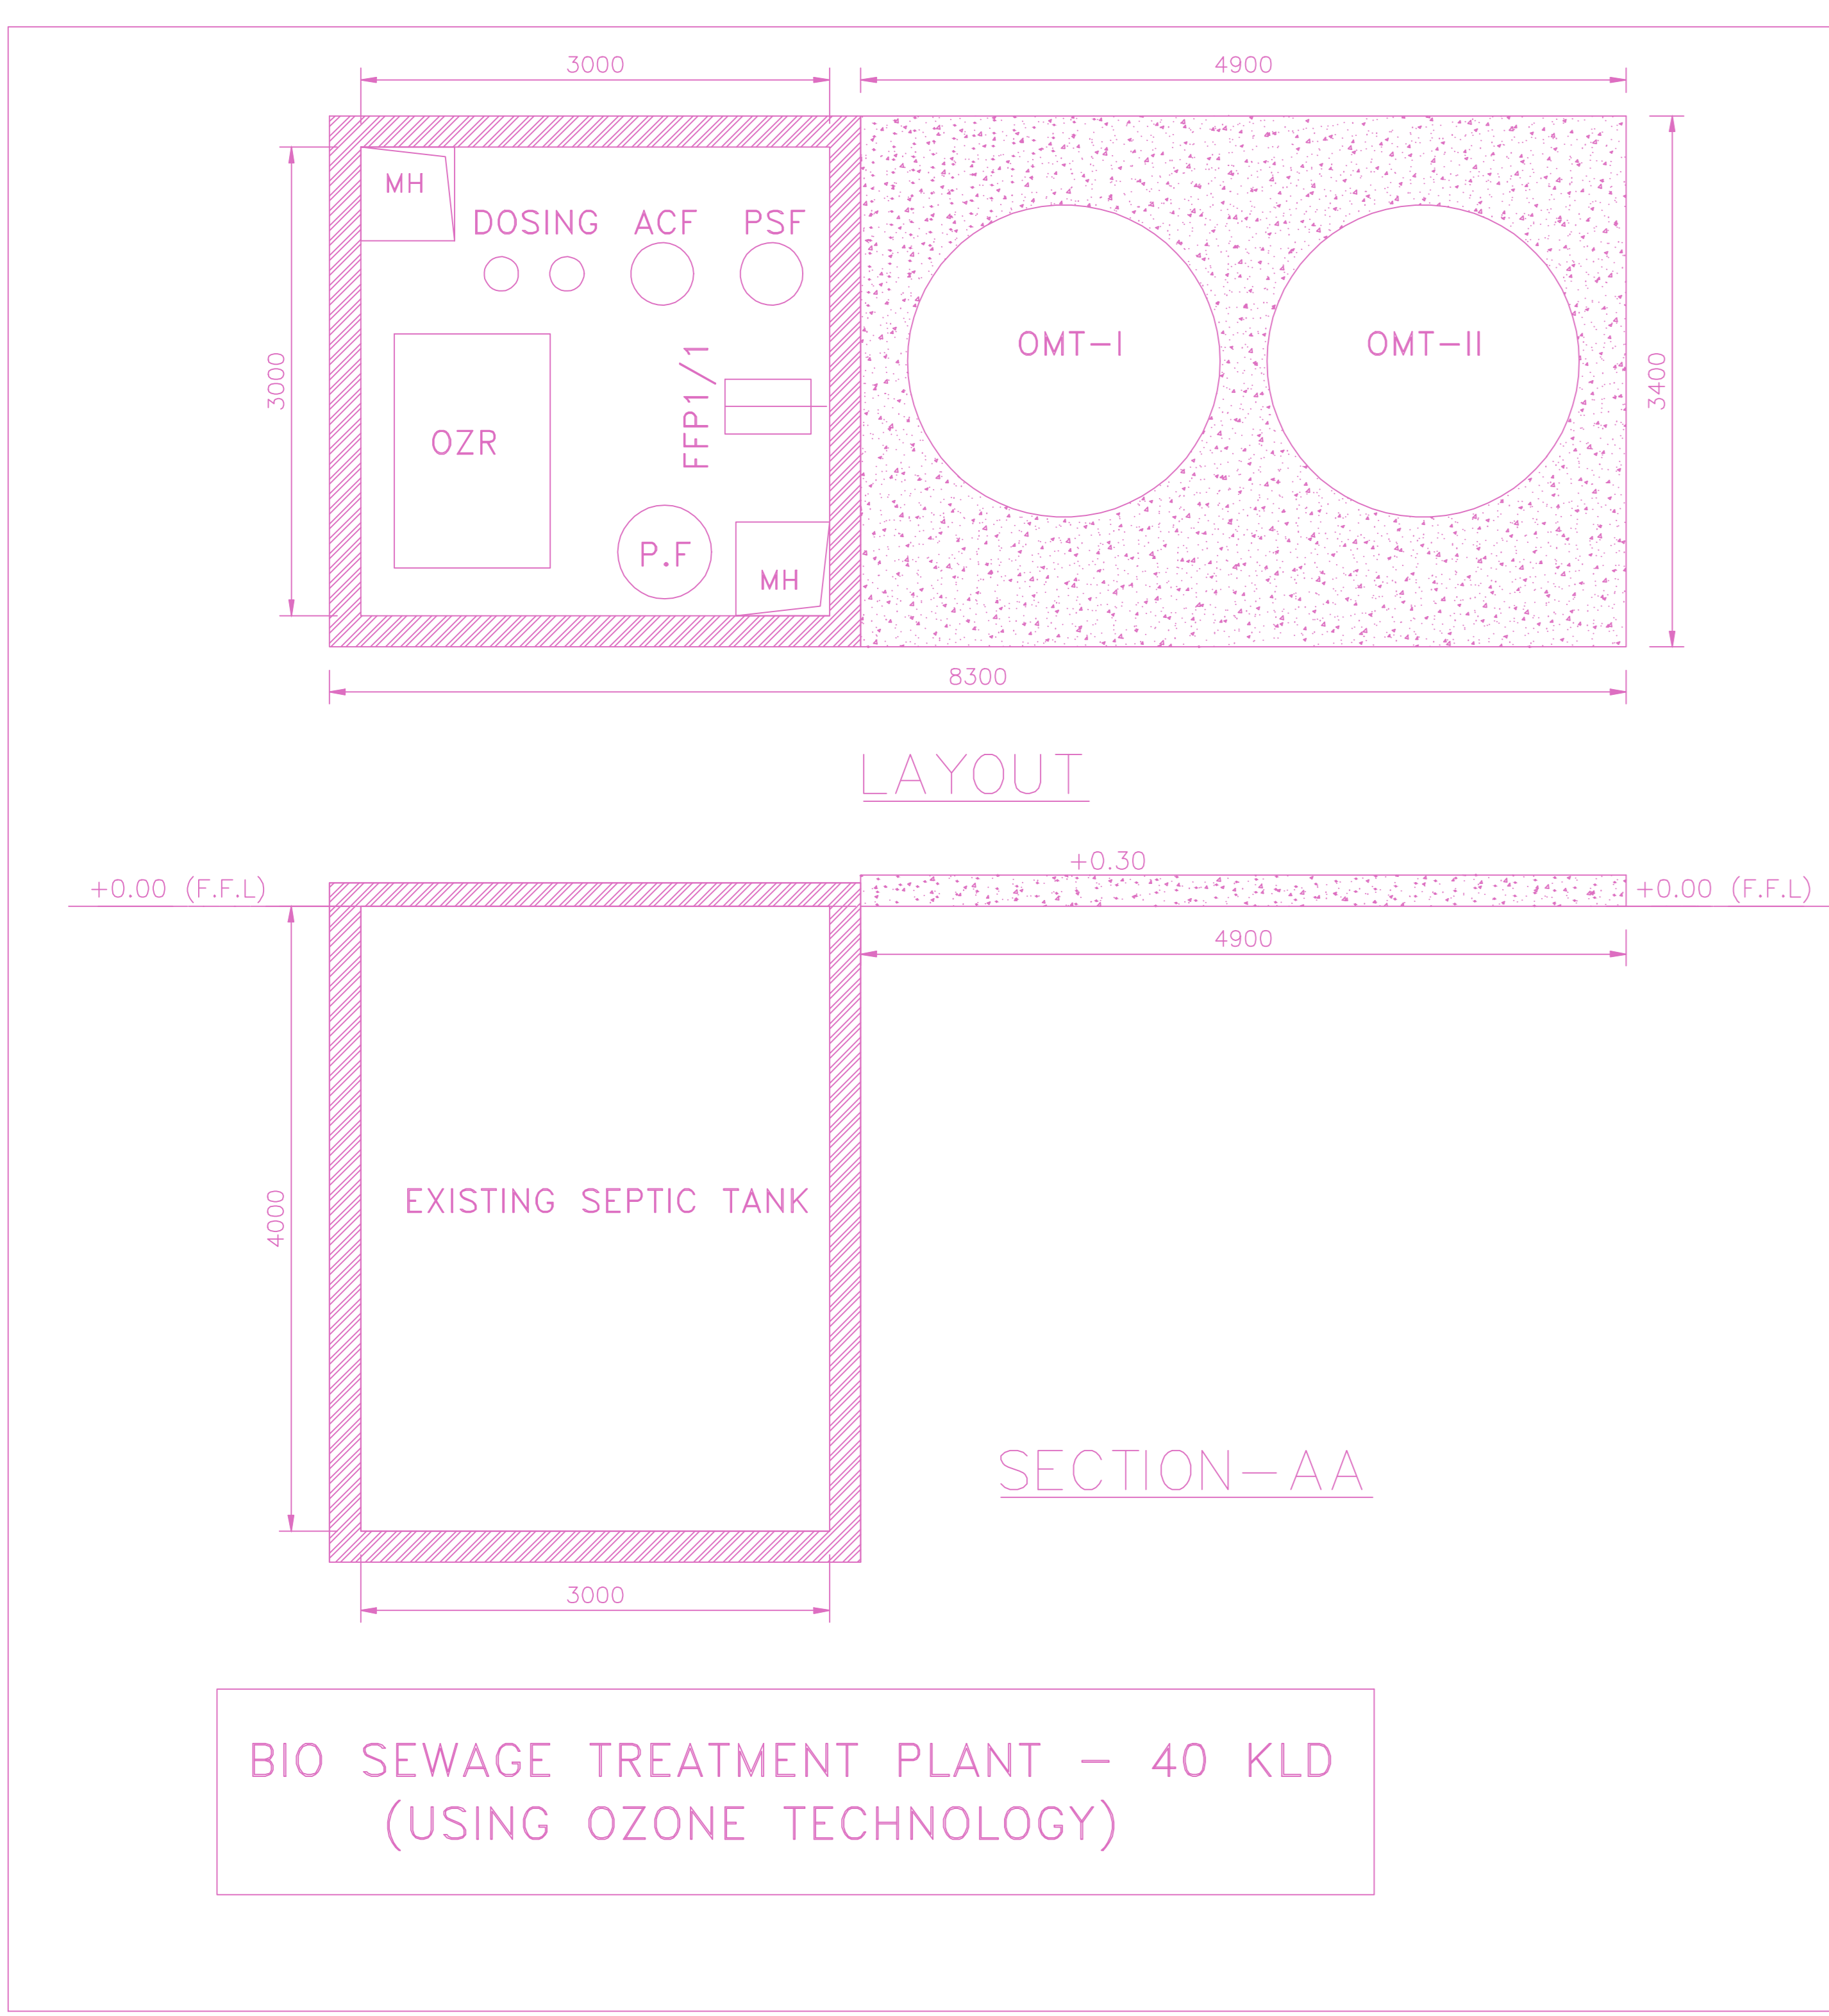 3000
4900
MH
DOSING
ACF
PSF
OMT-I
OMT-II
3000
FFP1/1
3400
OZR
P.F
MH
8300
LAYOUT
+0.30
+0.00 (F.F.L)
+0.00 (F.F.L)
4900
EXISTING SEPTIC TANK
4000
SECTION-AA
3000
BIO SEWAGE TREATMENT PLANT - 40 KLD
(USING OZONE TECHNOLOGY)